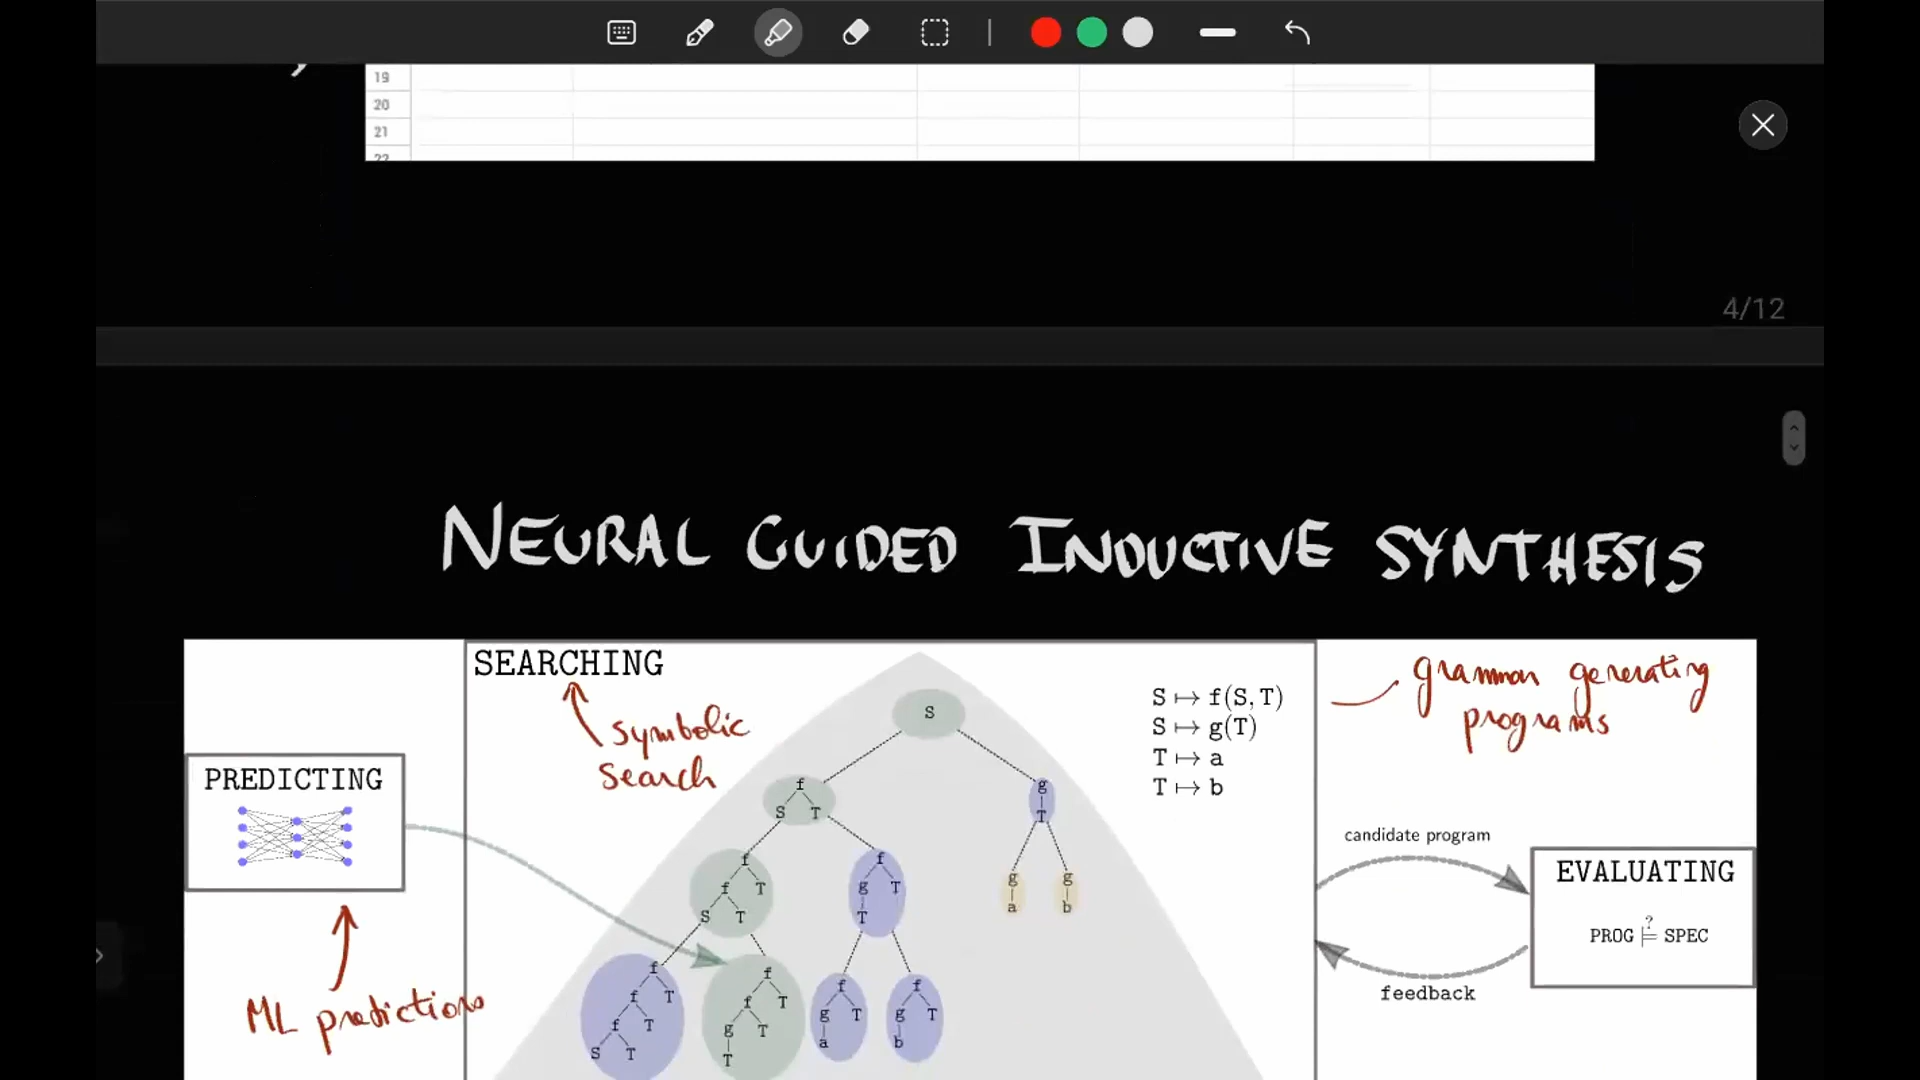 19
20
21
22
4/12
NEURAL GUIDED INDUCTIVE SYNTHESIS
SEARCHING
symbolic
search
S ↦ f(S, T)
S ↦ g(T)
T ↦ a
T ↦ b
grammar generating
programs
PREDICTING
ML predictions
candidate program
EVALUATING
PROG ⊨? SPEC
feedback
S
f
S T
g
T
f
f T
S T
f
g T
T
g
a
g
b
f
f T
f T
S T
f
f T
g T
T
f
g T
a
f
g T
b